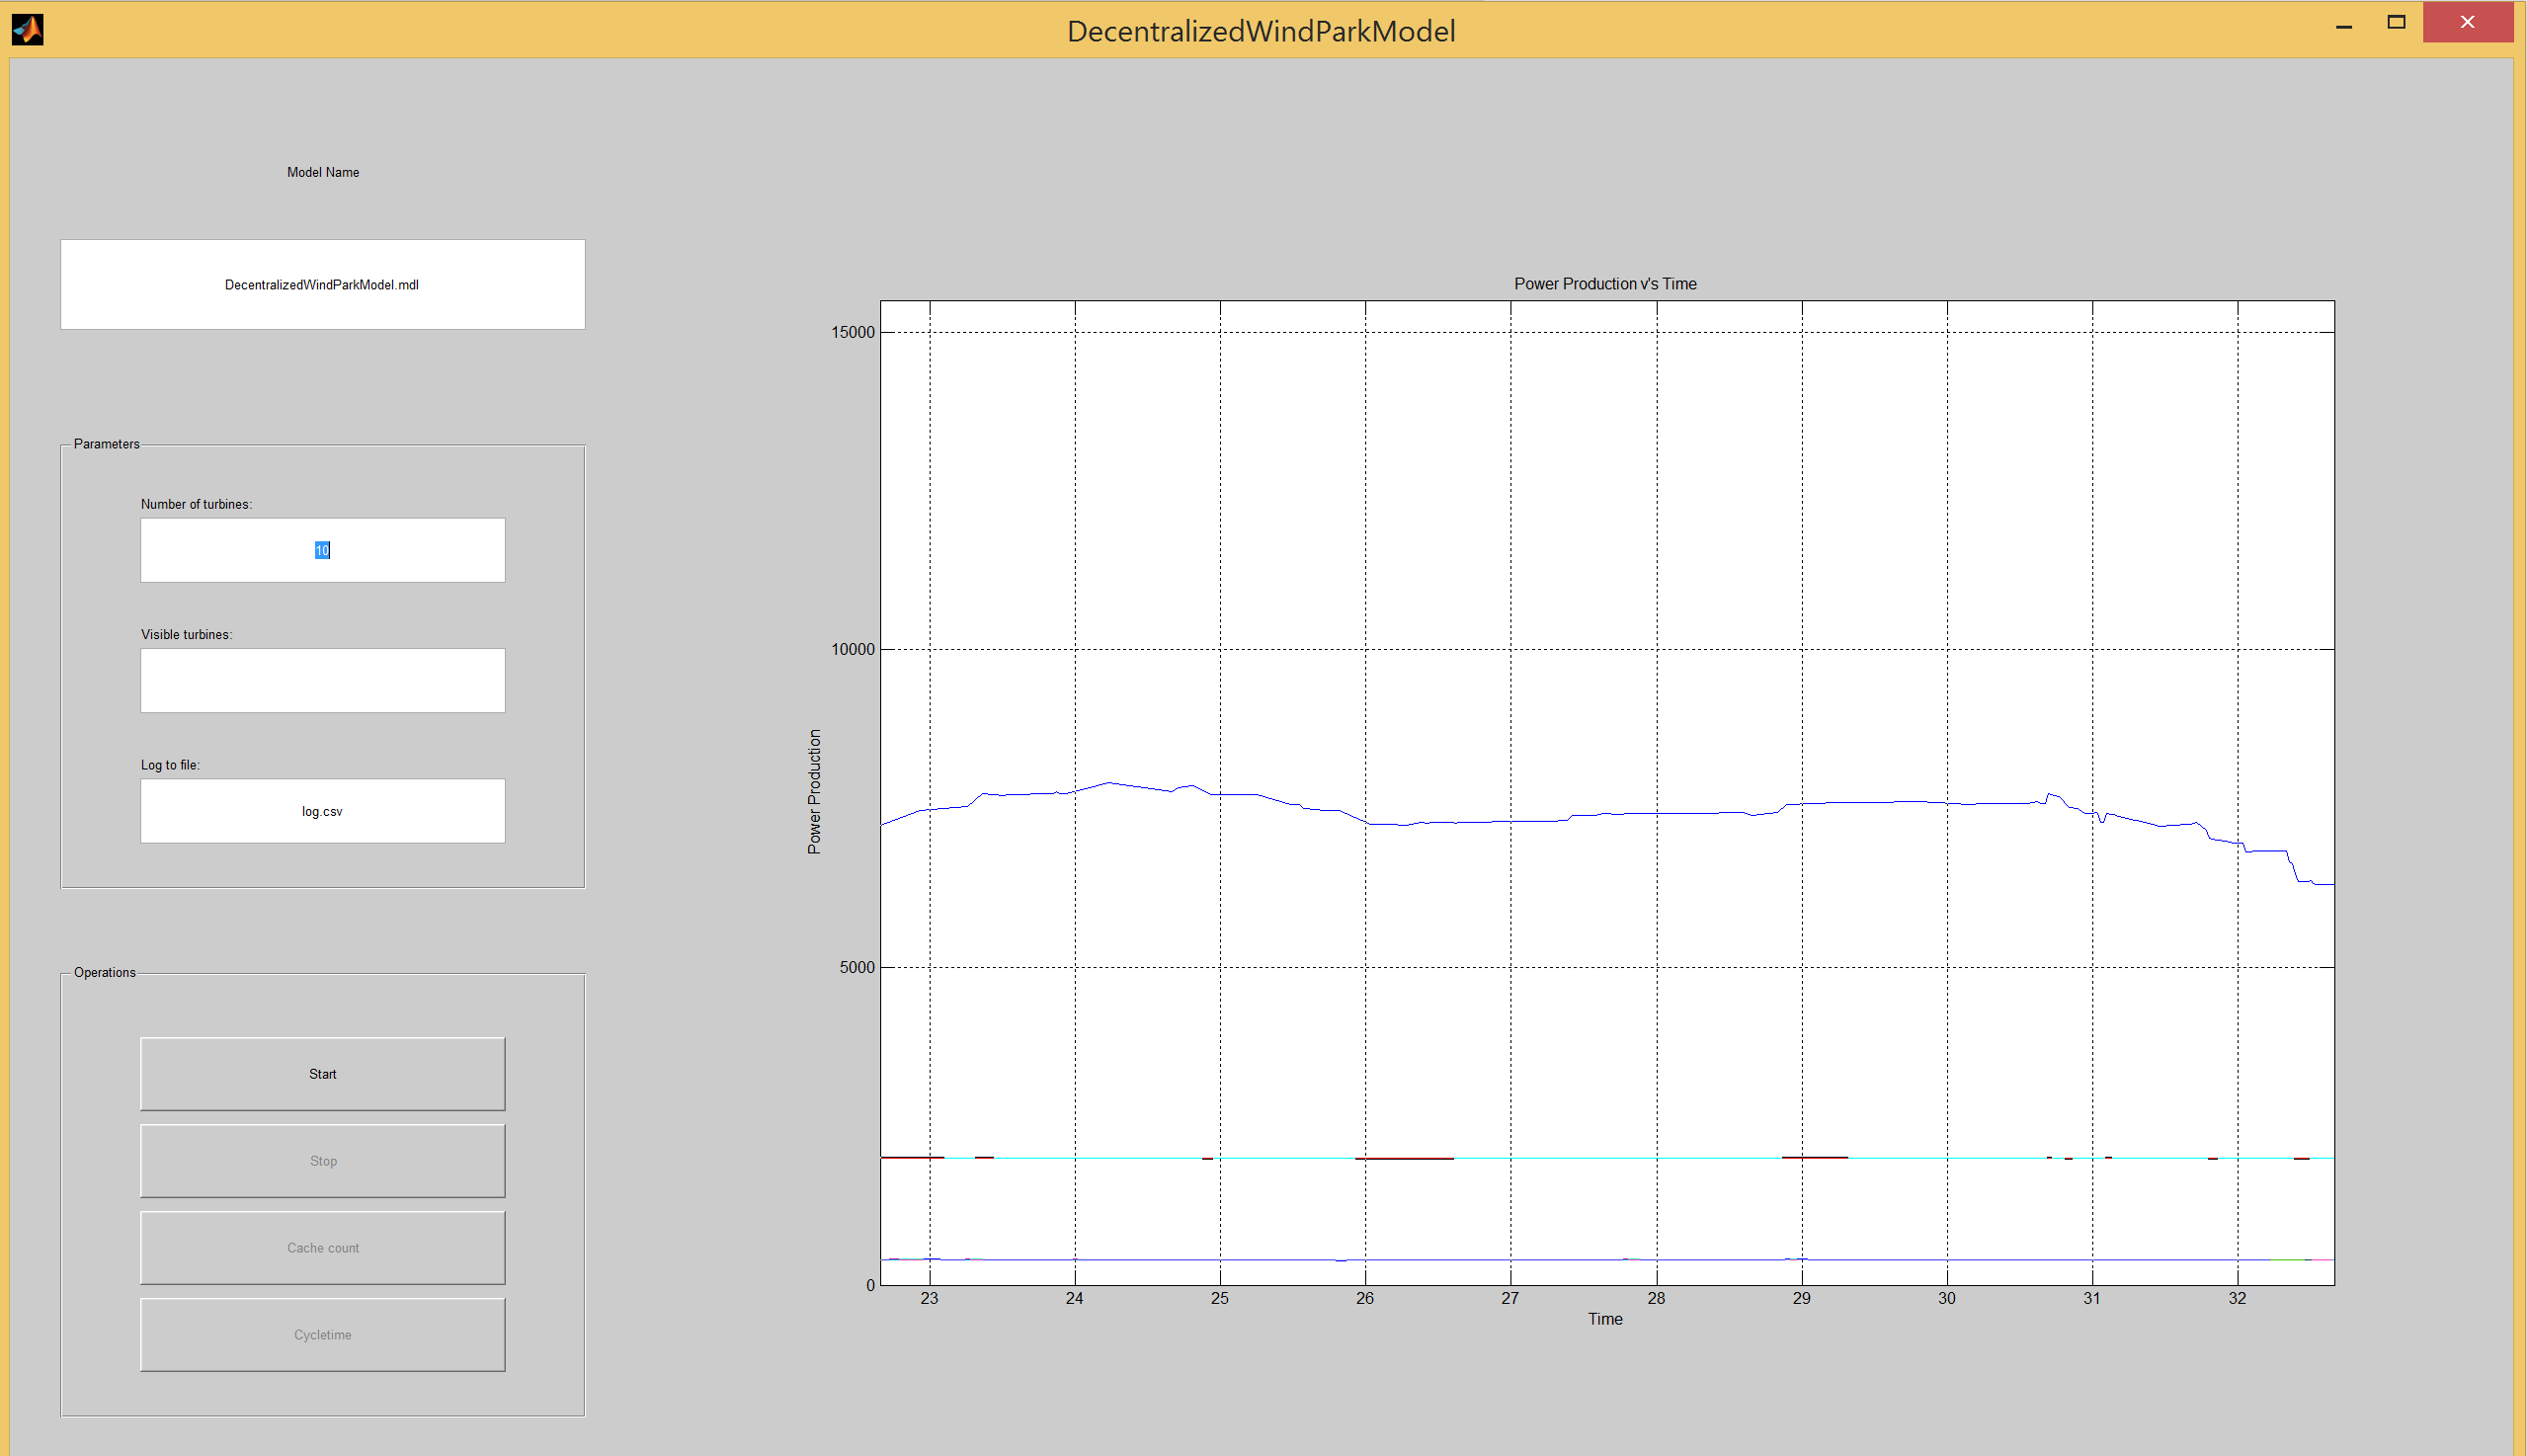 DecentralizedWindParkModel
Model Name
DecentralizedWindParkModel.mdl
Parameters
Number of turbines:
10
Visible turbines:
Log to file:
log.csv
Operations
Start
Stop
Cache count
Cycletime
Power Production v's Time
15000
10000
5000
0
Power Production
23 24 25 26 27 28 29 30 31 32
Time